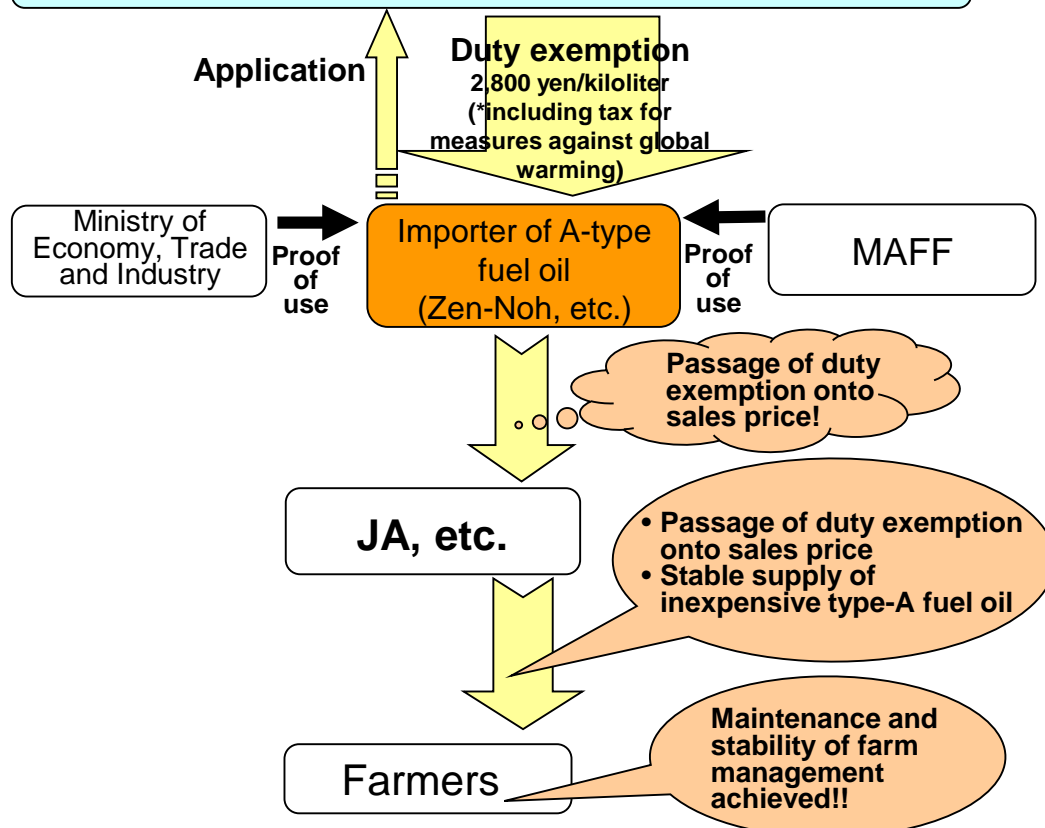 Application
Duty exemption
2,800 yen/kiloliter
(*including tax for
measures against global
warming)
Ministry of
Economy, Trade
and Industry
Proof
of
use
Importer of A-type
fuel oil
(Zen-Noh, etc.)
Proof
of
use
MAFF
Passage of duty
exemption onto
sales price!
JA, etc.
• Passage of duty exemption
onto sales price
• Stable supply of
inexpensive type-A fuel oil
Farmers
Maintenance and
stability of farm
management
achieved!!